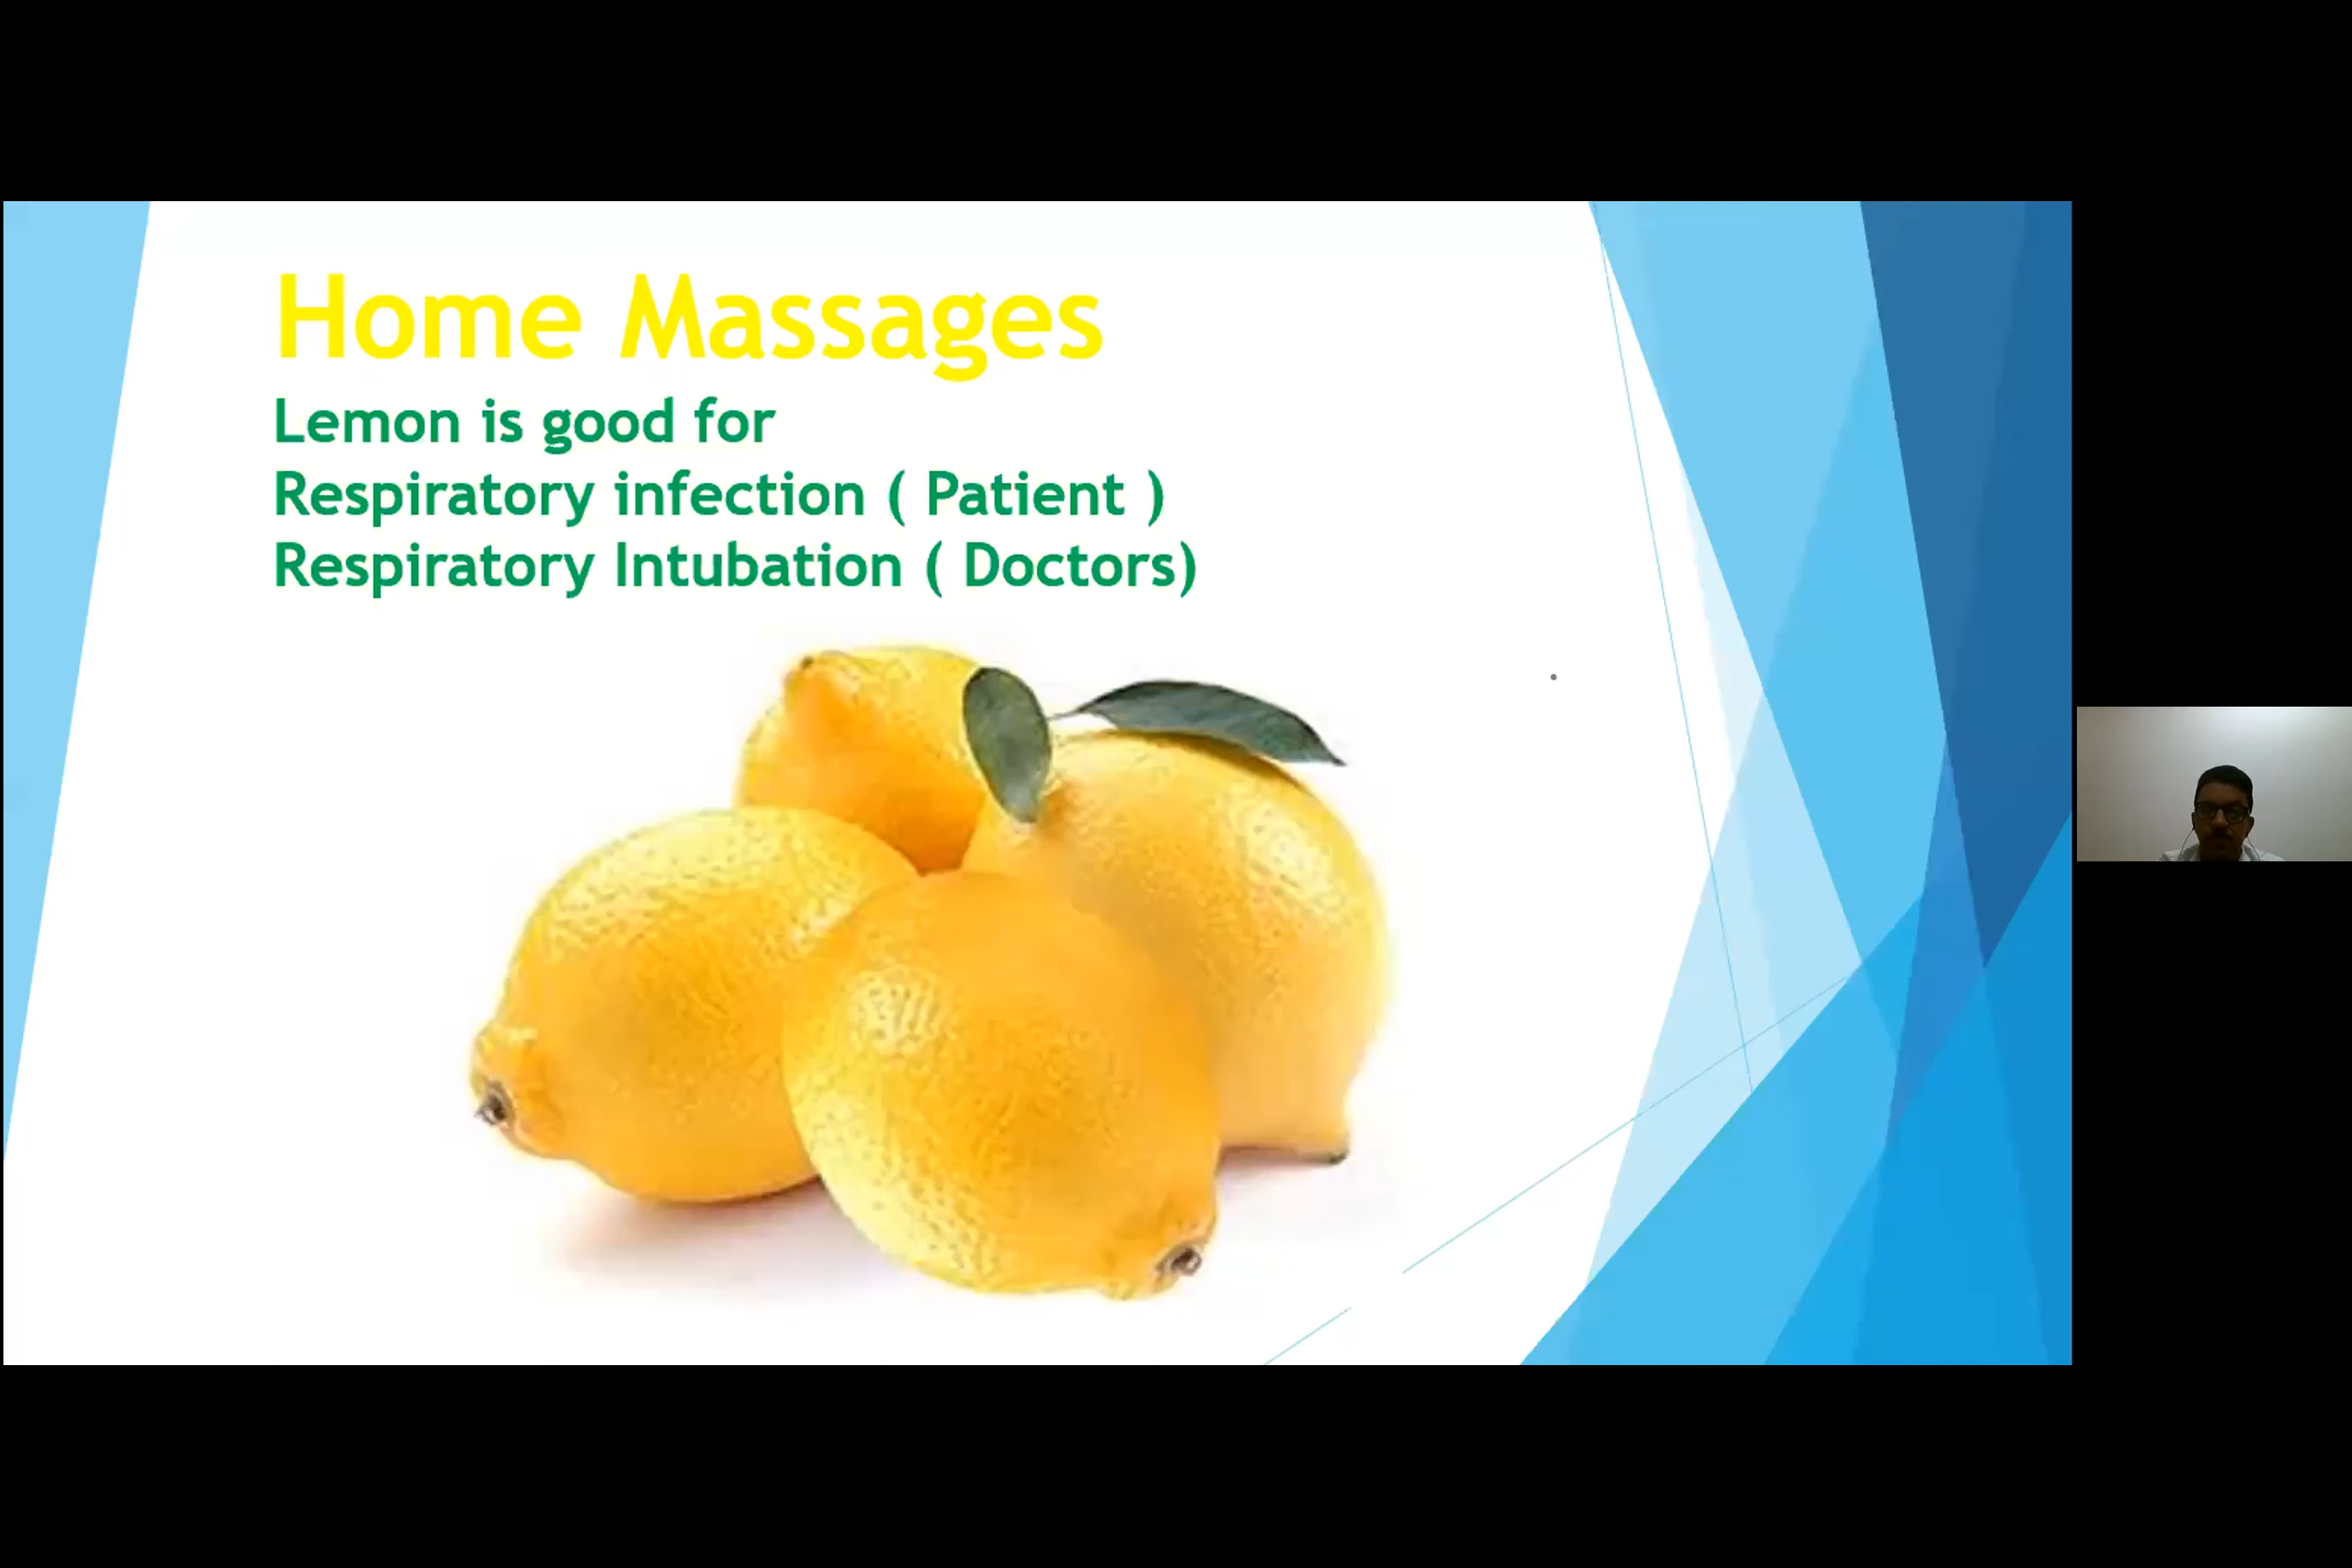 Home Massages
Lemon is good for
Respiratory infection ( Patient )
Respiratory Intubation ( Doctors)